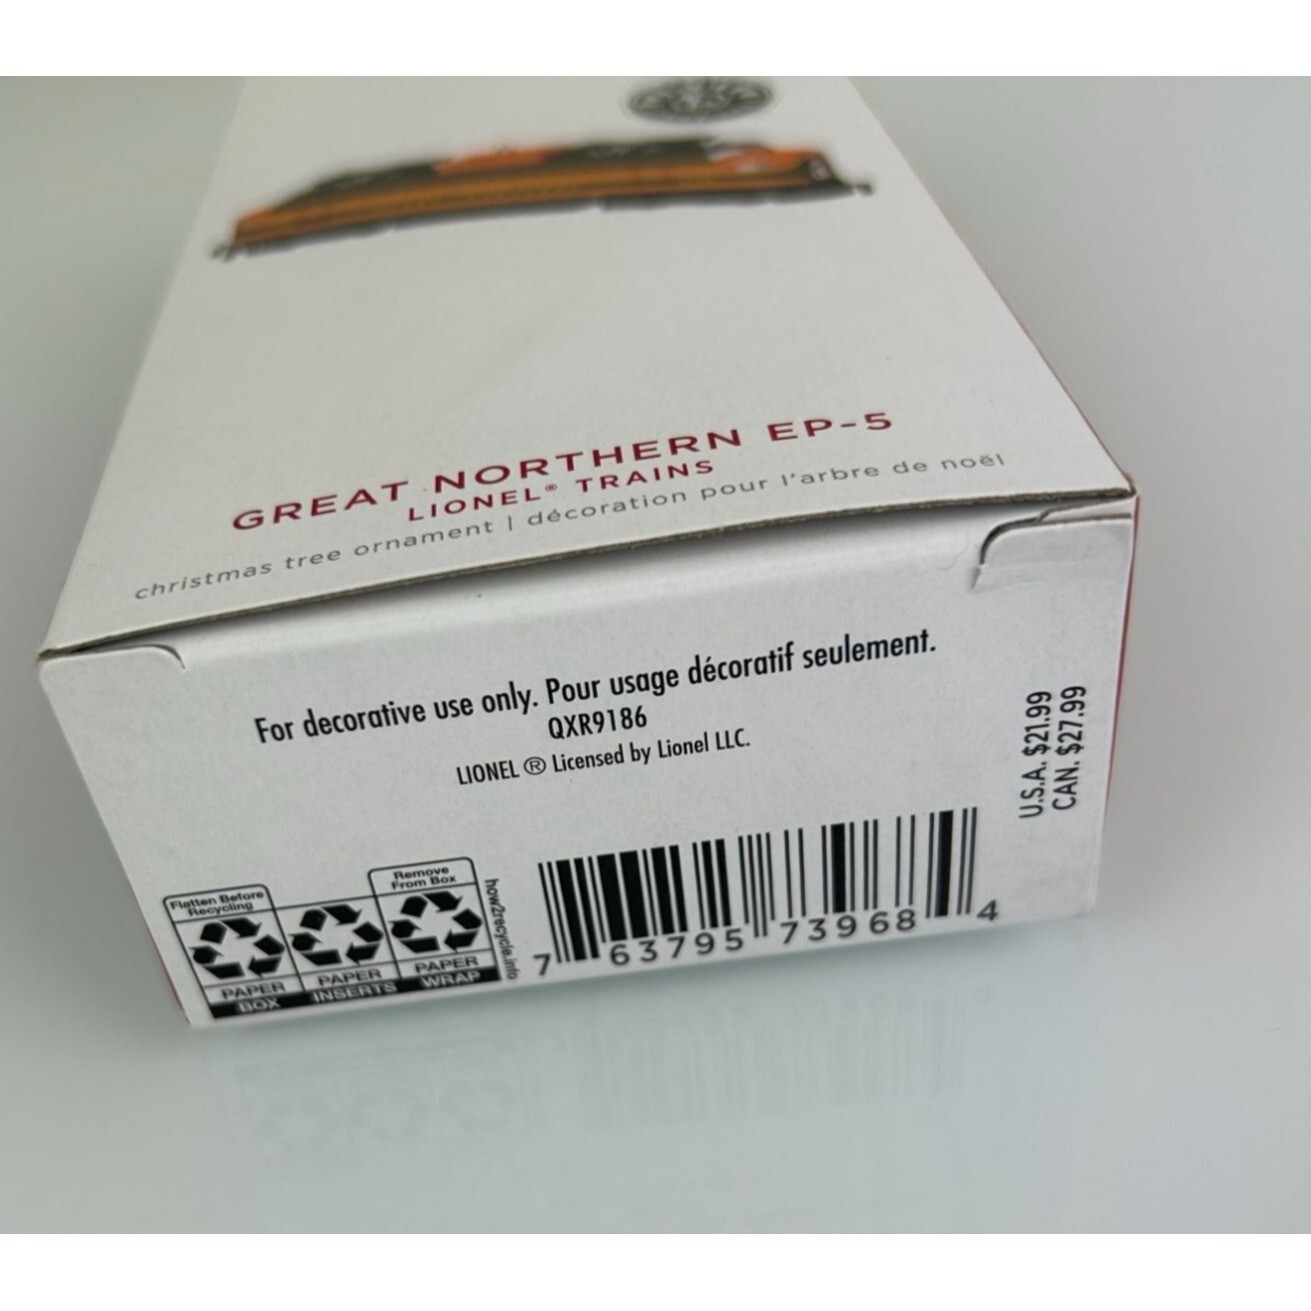 GREAT NORTHERN EP-5
LIONEL® TRAINS
christmas tree ornament | décoration pour l'arbre de noël
For decorative use only. Pour usage décoratif seulement.
QXR9186
LIONEL ® Licensed by Lionel LLC.
U.S.A. $21.99
CAN. $27.99
Flatten Before
Recycling
Remove
From Box
PAPER
BOX
PAPER
INSERTS
PAPER
WRAP
how2recycle.info
7 63795 73968 4